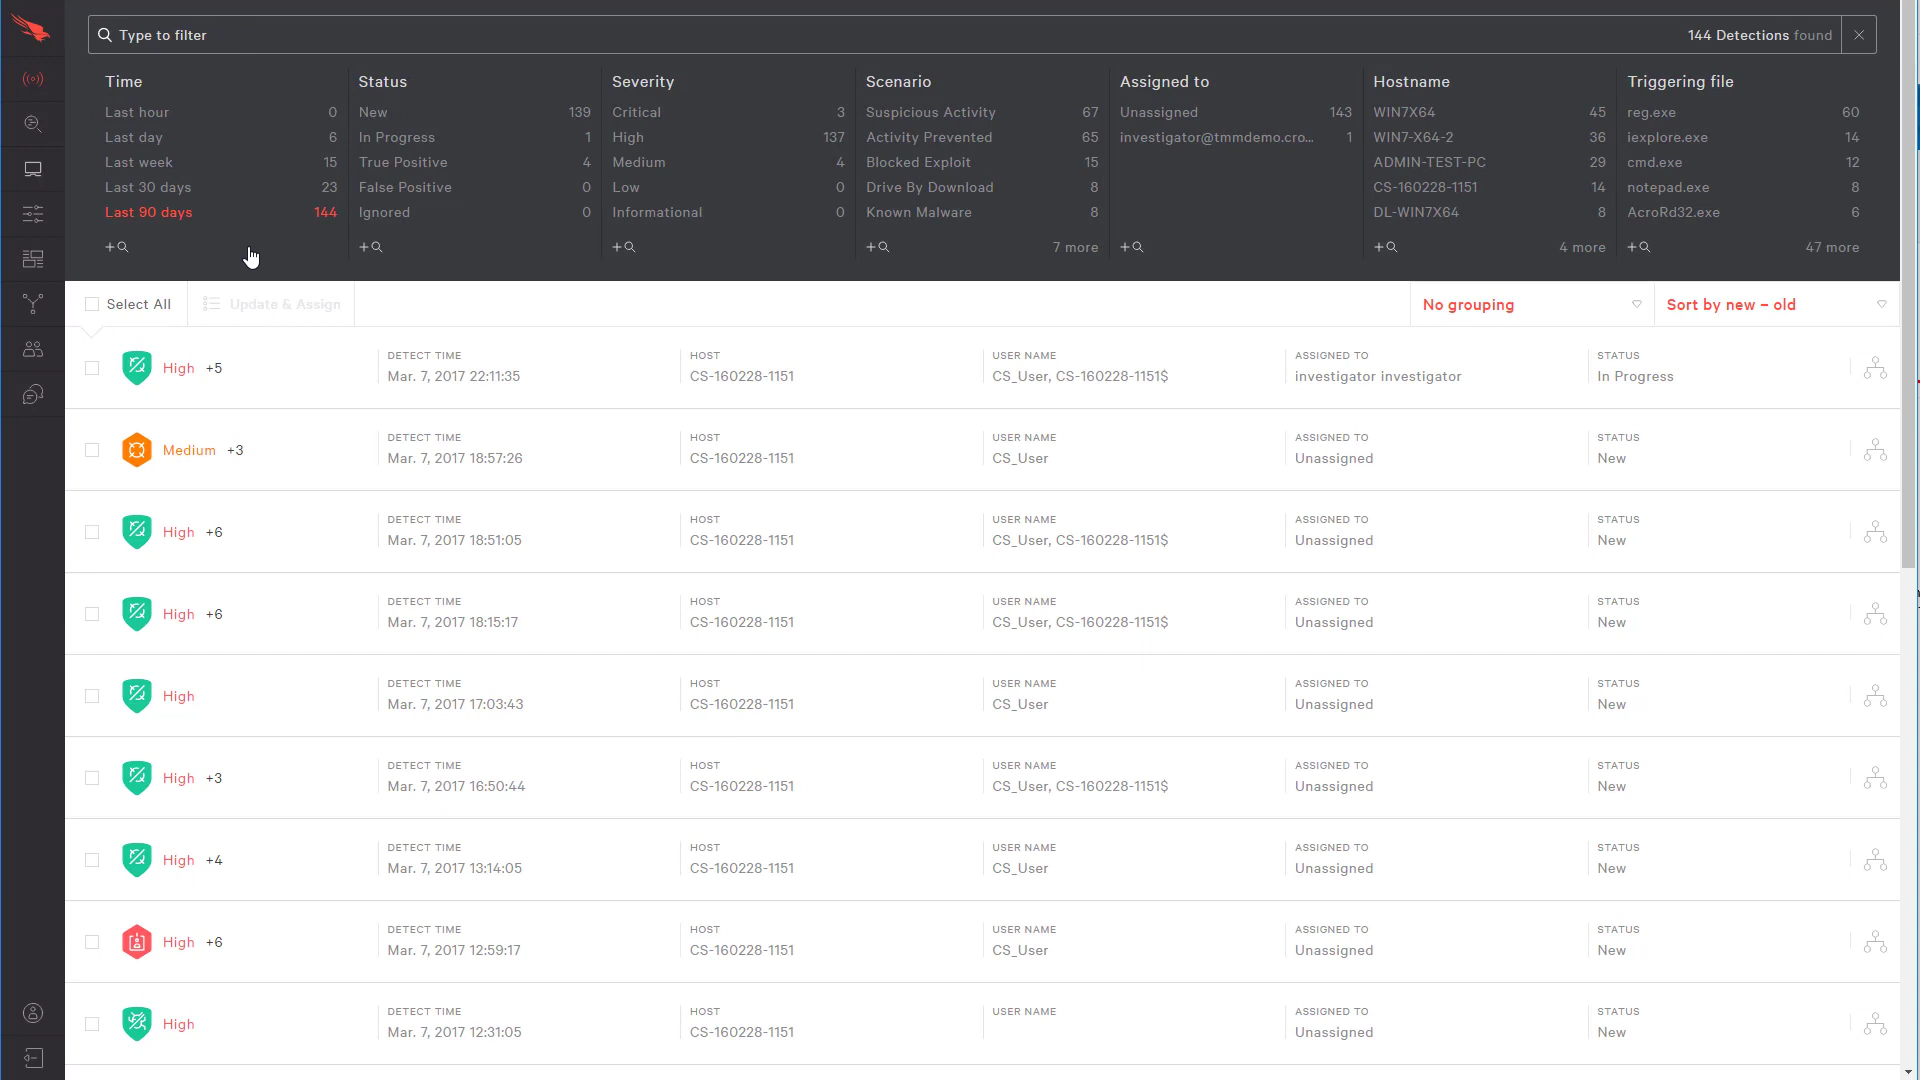 Type to filter
144 Detections found
Time
Last hour 0
Last day 6
Last week 15
Last 30 days 23
Last 90 days 144
Status
New 139
In Progress 1
True Positive 4
False Positive 0
Ignored 0
Severity
Critical 3
High 137
Medium 4
Low 0
Informational 0
Scenario
Suspicious Activity 67
Activity Prevented 65
Blocked Exploit 15
Drive By Download 8
Known Malware 8
7 more
Assigned to
Unassigned 143
investigator@tmmdemo.cro... 1
Hostname
WIN7X64 45
WIN7-X64-2 36
ADMIN-TEST-PC 29
CS-160228-1151 14
DL-WIN7X64 8
4 more
Triggering file
reg.exe 60
iexplore.exe 14
cmd.exe 12
notepad.exe 8
AcroRd32.exe 6
47 more
Select All
Update & Assign
No grouping
Sort by new – old
High +5
DETECT TIME
Mar. 7, 2017 22:11:35
HOST
CS-160228-1151
USER NAME
CS_User, CS-160228-1151$
ASSIGNED TO
investigator investigator
STATUS
In Progress
Medium +3
DETECT TIME
Mar. 7, 2017 18:57:26
HOST
CS-160228-1151
USER NAME
CS_User
ASSIGNED TO
Unassigned
STATUS
New
High +6
DETECT TIME
Mar. 7, 2017 18:51:05
HOST
CS-160228-1151
USER NAME
CS_User, CS-160228-1151$
ASSIGNED TO
Unassigned
STATUS
New
High +6
DETECT TIME
Mar. 7, 2017 18:15:17
HOST
CS-160228-1151
USER NAME
CS_User, CS-160228-1151$
ASSIGNED TO
Unassigned
STATUS
New
High
DETECT TIME
Mar. 7, 2017 17:03:43
HOST
CS-160228-1151
USER NAME
CS_User
ASSIGNED TO
Unassigned
STATUS
New
High +3
DETECT TIME
Mar. 7, 2017 16:50:44
HOST
CS-160228-1151
USER NAME
CS_User, CS-160228-1151$
ASSIGNED TO
Unassigned
STATUS
New
High +4
DETECT TIME
Mar. 7, 2017 13:14:05
HOST
CS-160228-1151
USER NAME
CS_User
ASSIGNED TO
Unassigned
STATUS
New
High +6
DETECT TIME
Mar. 7, 2017 12:59:17
HOST
CS-160228-1151
USER NAME
CS_User
ASSIGNED TO
Unassigned
STATUS
New
High
DETECT TIME
Mar. 7, 2017 12:31:05
HOST
CS-160228-1151
USER NAME
ASSIGNED TO
Unassigned
STATUS
New